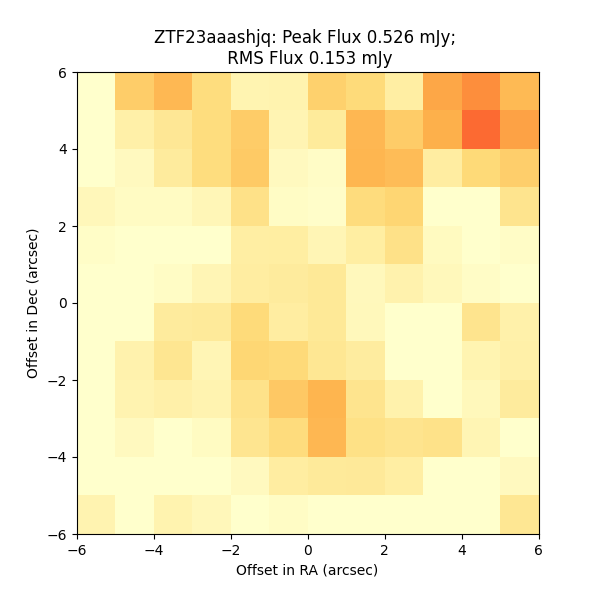 ZTF23aaashjq: Peak Flux 0.526 mJy;
RMS Flux 0.153 mJy
6
4
2
0
−2
−4
−6
Offset in Dec (arcsec)
−6 −4 −2 0 2 4 6
Offset in RA (arcsec)